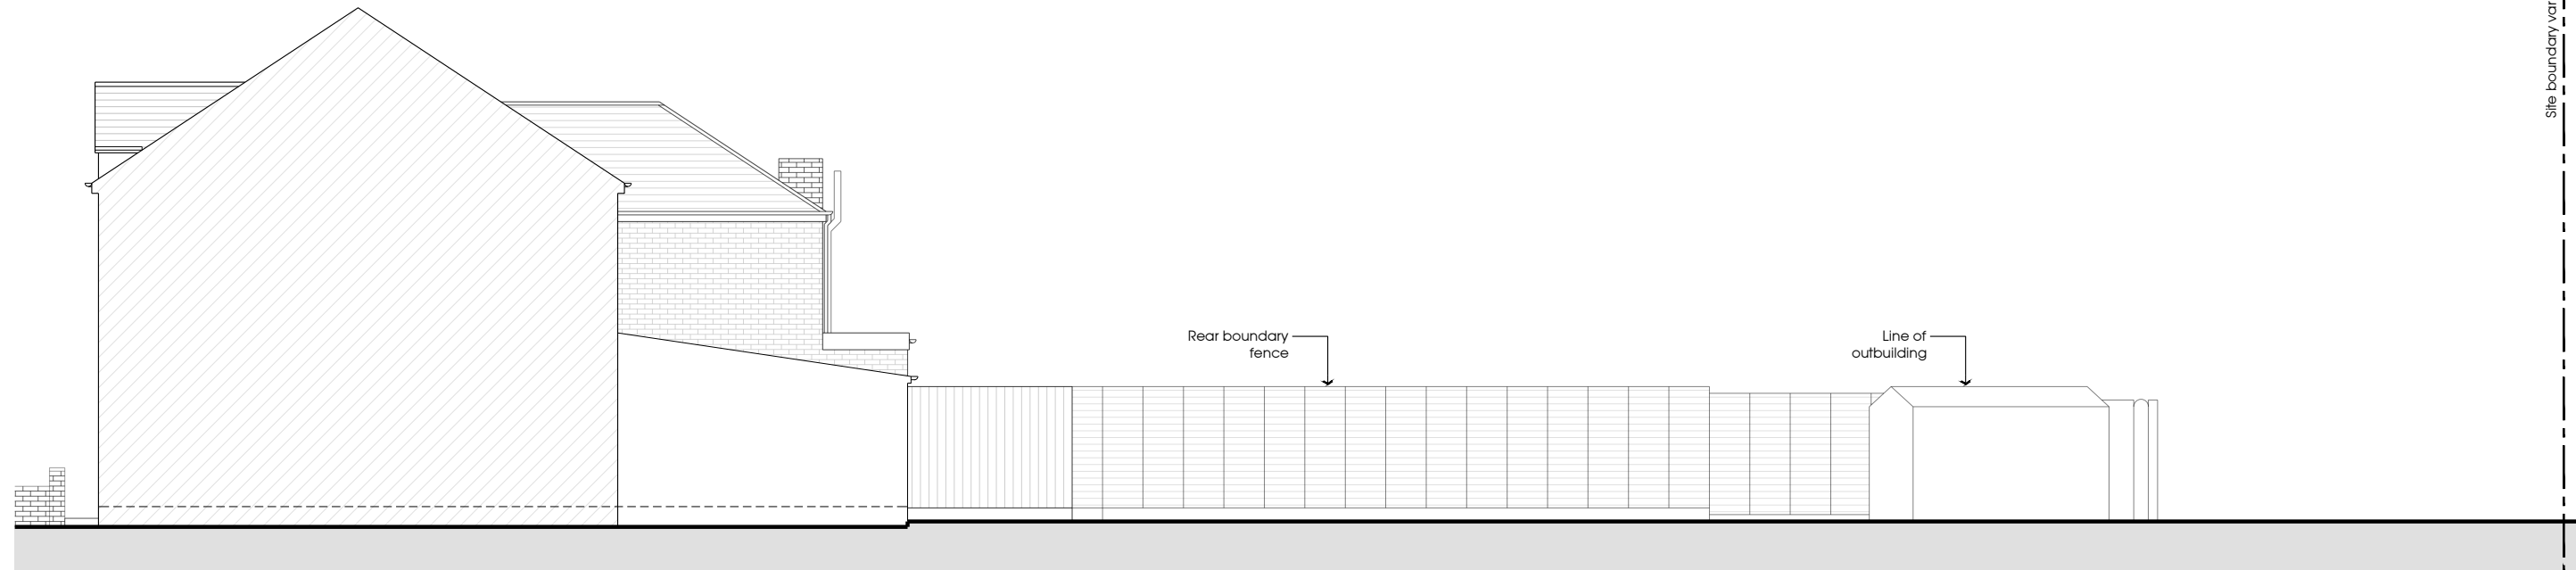 Site boundary var
Rear boundary
fence
Line of
outbuilding